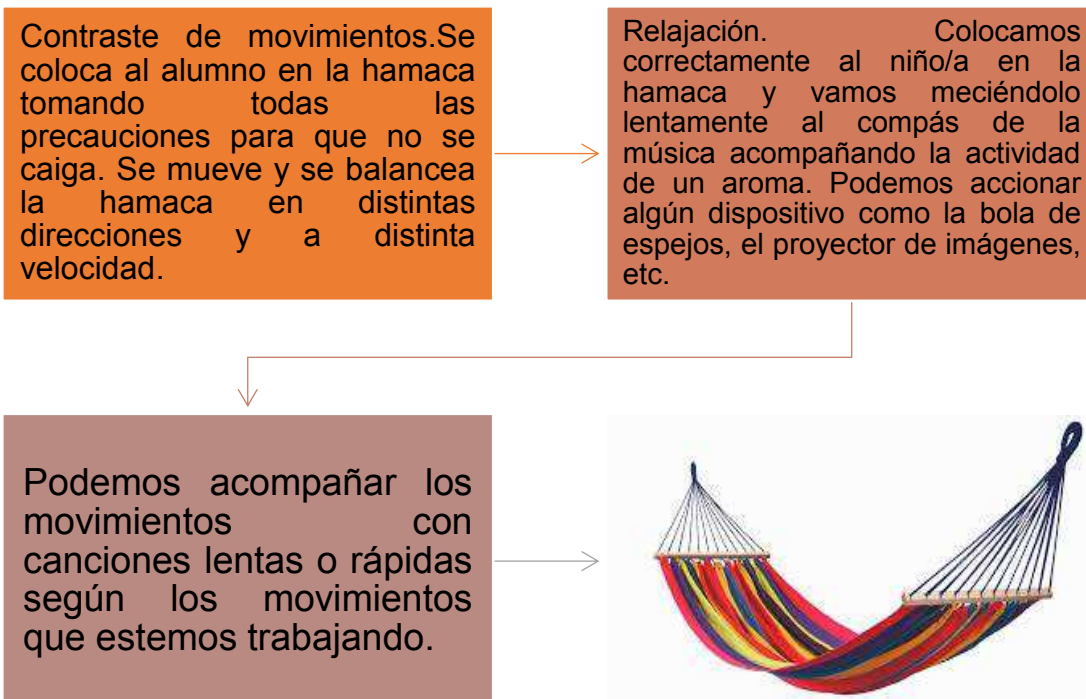 Contraste de movimientos.Se
coloca al alumno en la hamaca
tomando todas las
precauciones para que no se
caiga. Se mueve y se balancea
la hamaca en distintas
direcciones y a distinta
velocidad.
Relajación. Colocamos
correctamente al niño/a en la
hamaca y vamos meciéndolo
lentamente al compás de la
música acompañando la actividad
de un aroma. Podemos accionar
algún dispositivo como la bola de
espejos, el proyector de imágenes,
etc.
Podemos acompañar los
movimientos con
canciones lentas o rápidas
según los movimientos
que estemos trabajando.